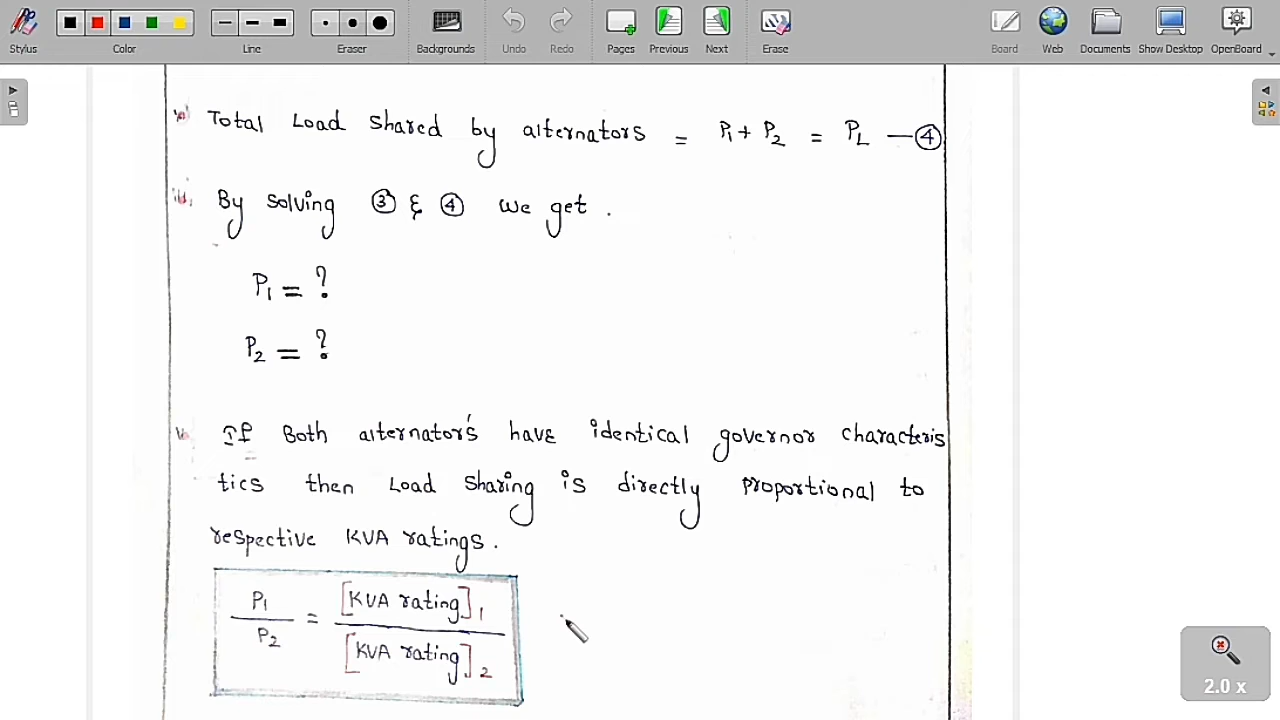 Stylus Color Line Eraser Backgrounds Undo Redo Pages Previous Next Erase Board Web Documents Show Desktop OpenBoard
Total Load shared by alternators = P1 + P2 = PL — ④
iii, By solving ③ & ④ we get .
P1 = ?
P2 = ?
If Both alternator's have identical governor characteris
tics then Load sharing is directly proportional to
respective KVA ratings.
P1 / P2 = [KVA rating]1 / [KVA rating]2
2.0 x